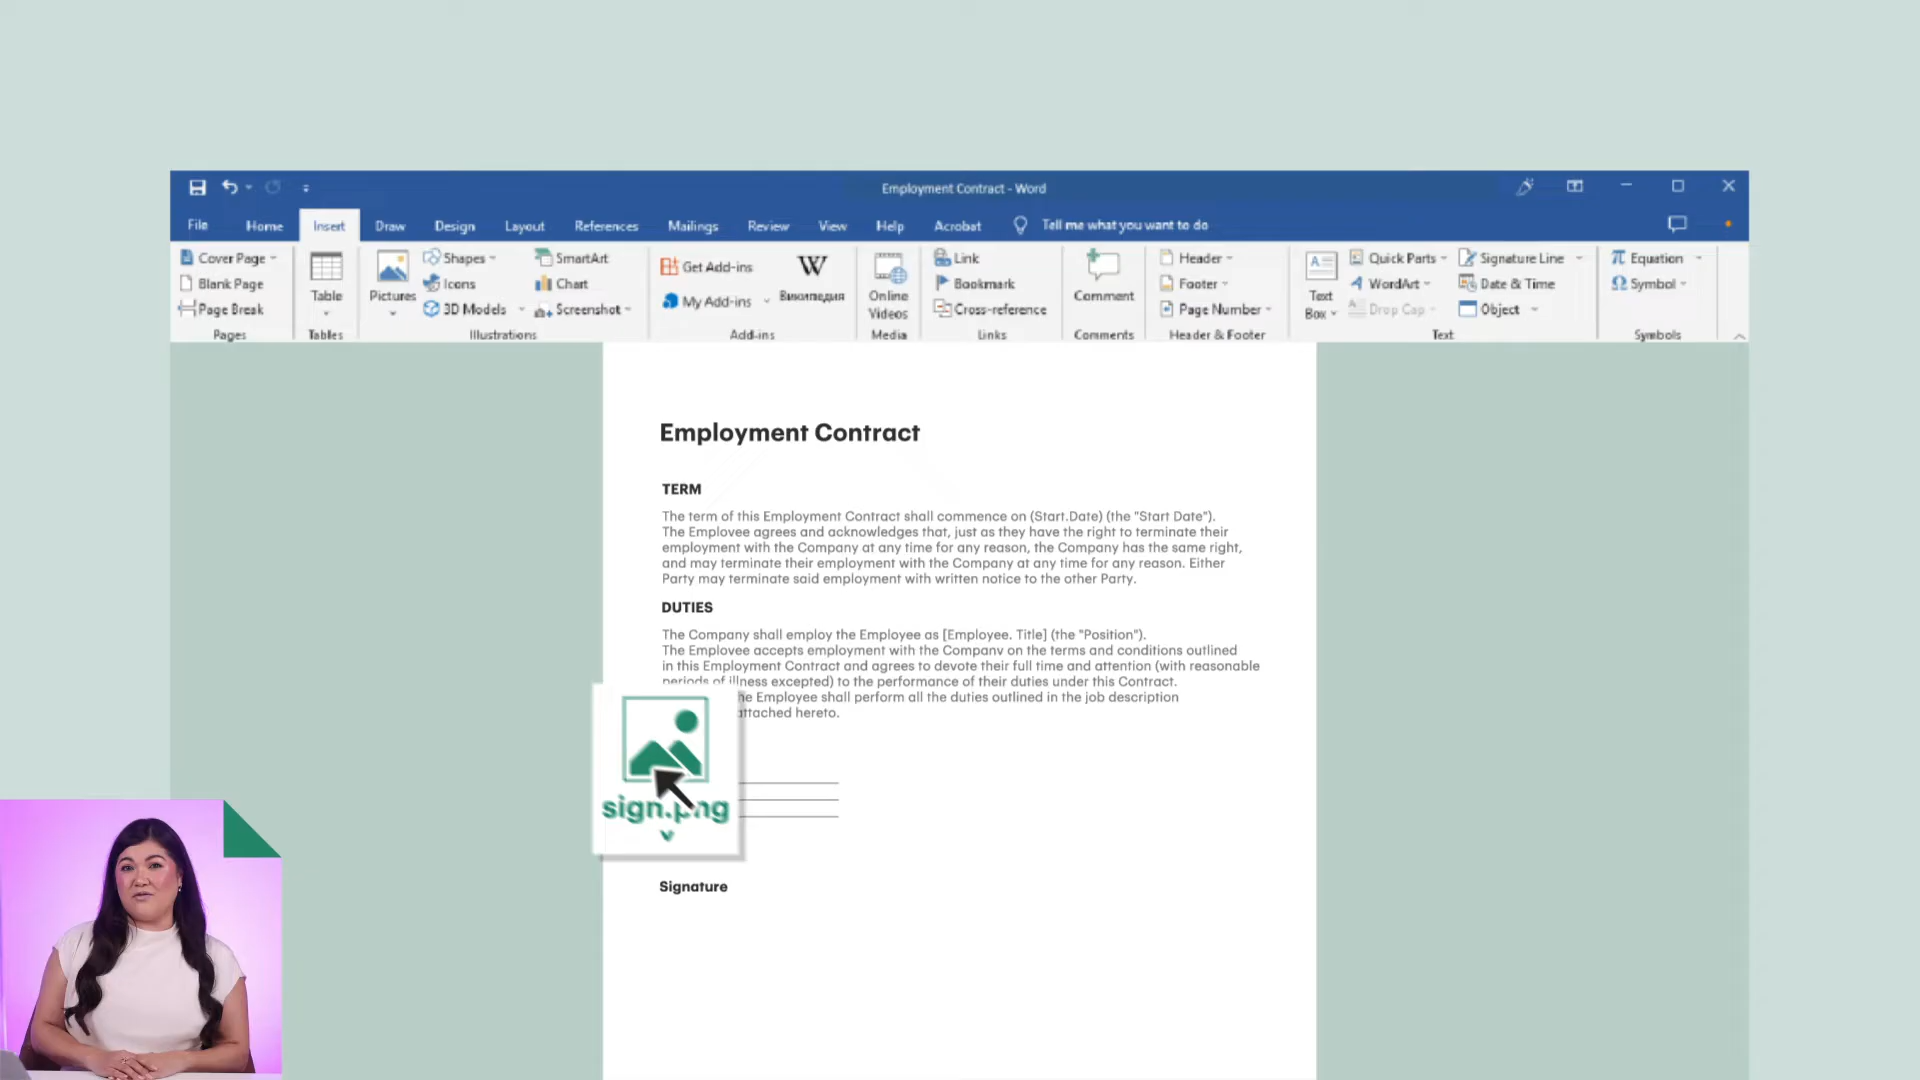 Employment Contract - Word
File Home Insert Draw Design Layout References Mailings Review View Help Acrobat Tell me what you want to do
Cover Page
Blank Page
Page Break
Pages
Table
Tables
Pictures
Shapes
Icons
3D Models
SmartArt
Chart
Screenshot
Illustrations
Get Add-ins
My Add-ins
W
Википедия
Add-ins
Online
Videos
Media
Link
Bookmark
Cross-reference
Links
Comment
Comments
Header
Footer
Page Number
Header & Footer
A
Text
Box
Quick Parts
WordArt
Drop Cap
Signature Line
Date & Time
Object
Text
π Equation
Ω Symbol
Symbols
Employment Contract
TERM
The term of this Employment Contract shall commence on (Start.Date) (the "Start Date").
The Employee agrees and acknowledges that, just as they have the right to terminate their
employment with the Company at any time for any reason, the Company has the same right,
and may terminate their employment with the Company at any time for any reason. Either
Party may terminate said employment with written notice to the other Party.
DUTIES
The Company shall employ the Employee as [Employee. Title] (the "Position").
The Employee accepts employment with the Company on the terms and conditions outlined
in this Employment Contract and agrees to devote their full time and attention (with reasonable
periods of illness excepted) to the performance of their duties under this Contract.
he Employee shall perform all the duties outlined in the job description
attached hereto.
sign.png
Signature